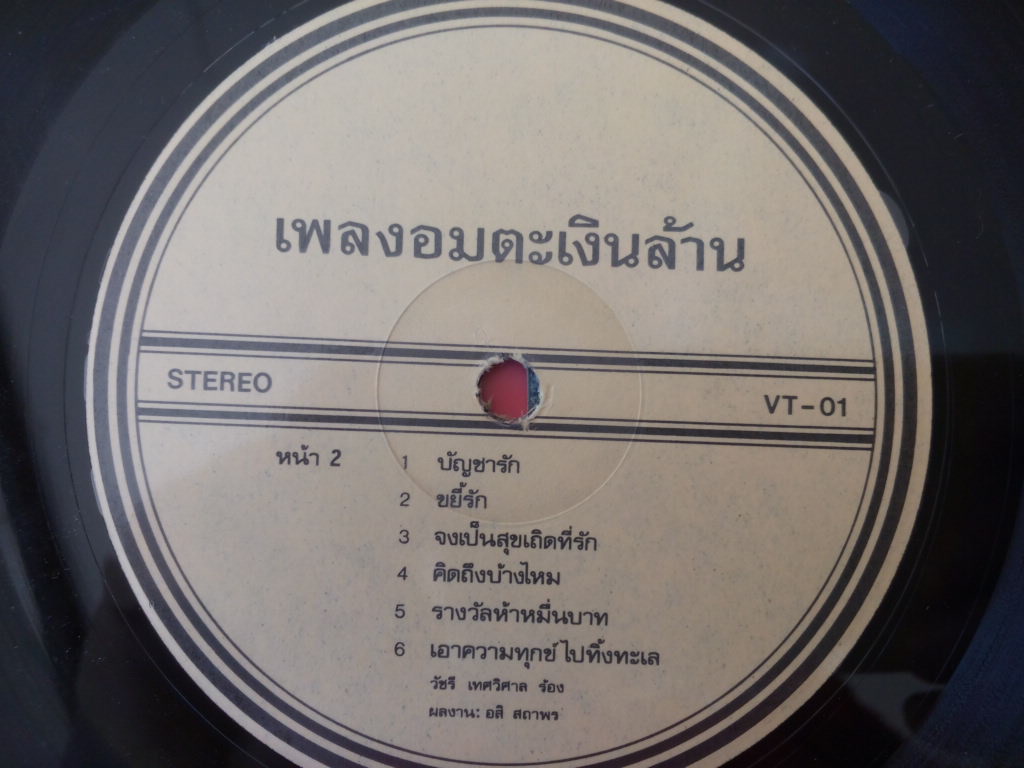 เพลงอมตะเงินล้าน
STEREO
VT-01
หน้า 2
1 บัญชารัก
2 ขยี้รัก
3 จงเป็นสุขเถิดที่รัก
4 คิดถึงบ้างไหม
5 รางวัลห้าหมื่นบาท
6 เอาความทุกข์ไปทิ้งทะเล
วัชรี เทศวิศาล ร้อง
ผลงาน: อสิ สถาพร